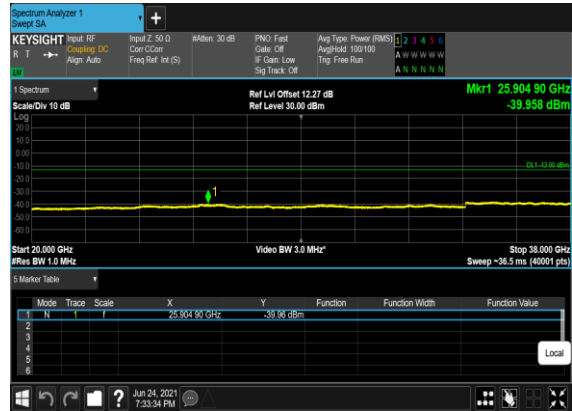 Spectrum Analyzer 1
Swept SA
+
KEYSIGHT Input: RF Input Z: 50 Ω #Atten: 30 dB PNO: Fast Avg Type: Power (RMS) 1 2 3 4 5 6
R T Coupling: DC Corr CCorr Gate: Off Avg|Hold: 100/100 A W W W W W
Align: Auto Freq Ref: Int (S) IF Gain: Low Trig: Free Run
Sig Track: Off A N N N N N
1 Spectrum Ref Lvl Offset 12.27 dB Mkr1 25.904 90 GHz
Scale/Div 10 dB Ref Level 30.00 dBm -39.958 dBm
Log
20.0
10.0
0.00
-10.0
DL1 -13.00 dBm
-20.0
-30.0
1
-40.0
-50.0
-60.0
Start 20.000 GHz Video BW 3.0 MHz* Stop 38.000 GHz
#Res BW 1.0 MHz Sweep ~36.5 ms (40001 pts)
5 Marker Table
Mode Trace Scale X Y Function Function Width Function Value
1 N 1 f 25.904 90 GHz -39.96 dBm
2
3
4
5
6
Local
? Jun 24, 2021
7:33:34 PM